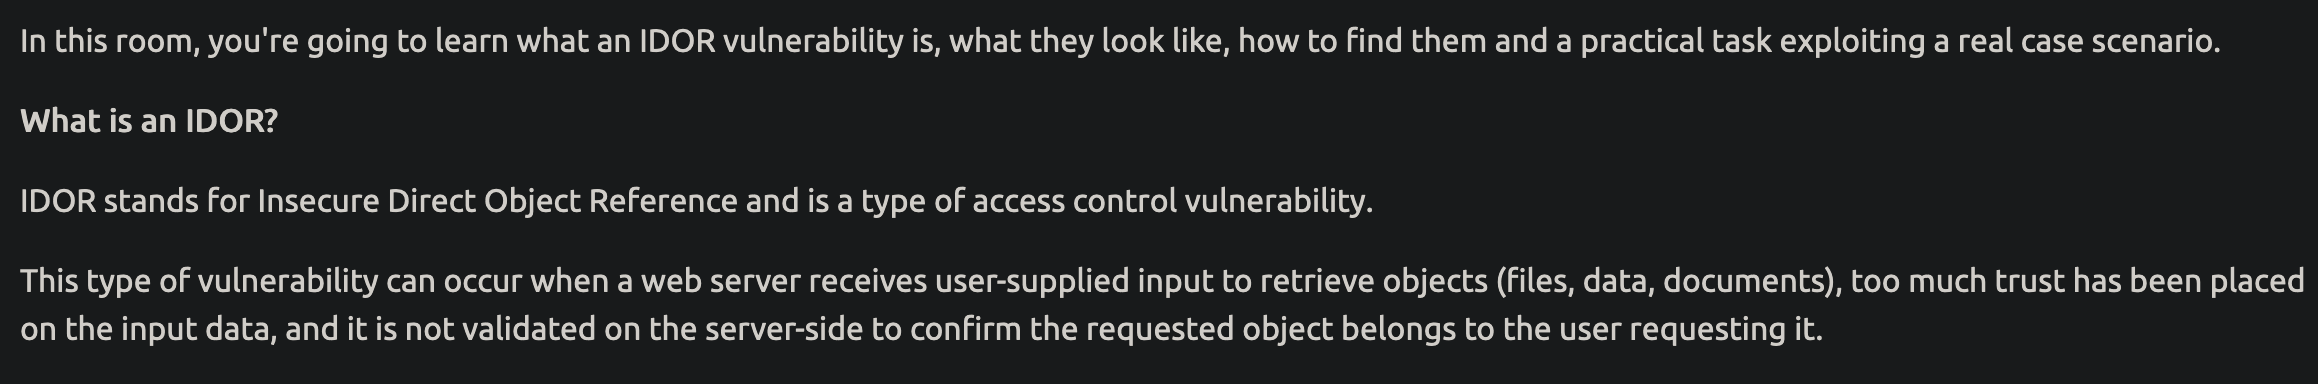 In this room, you're going to learn what an IDOR vulnerability is, what they look like, how to find them and a practical task exploiting a real case scenario.
What is an IDOR?
IDOR stands for Insecure Direct Object Reference and is a type of access control vulnerability.
This type of vulnerability can occur when a web server receives user-supplied input to retrieve objects (files, data, documents), too much trust has been placed
on the input data, and it is not validated on the server-side to confirm the requested object belongs to the user requesting it.